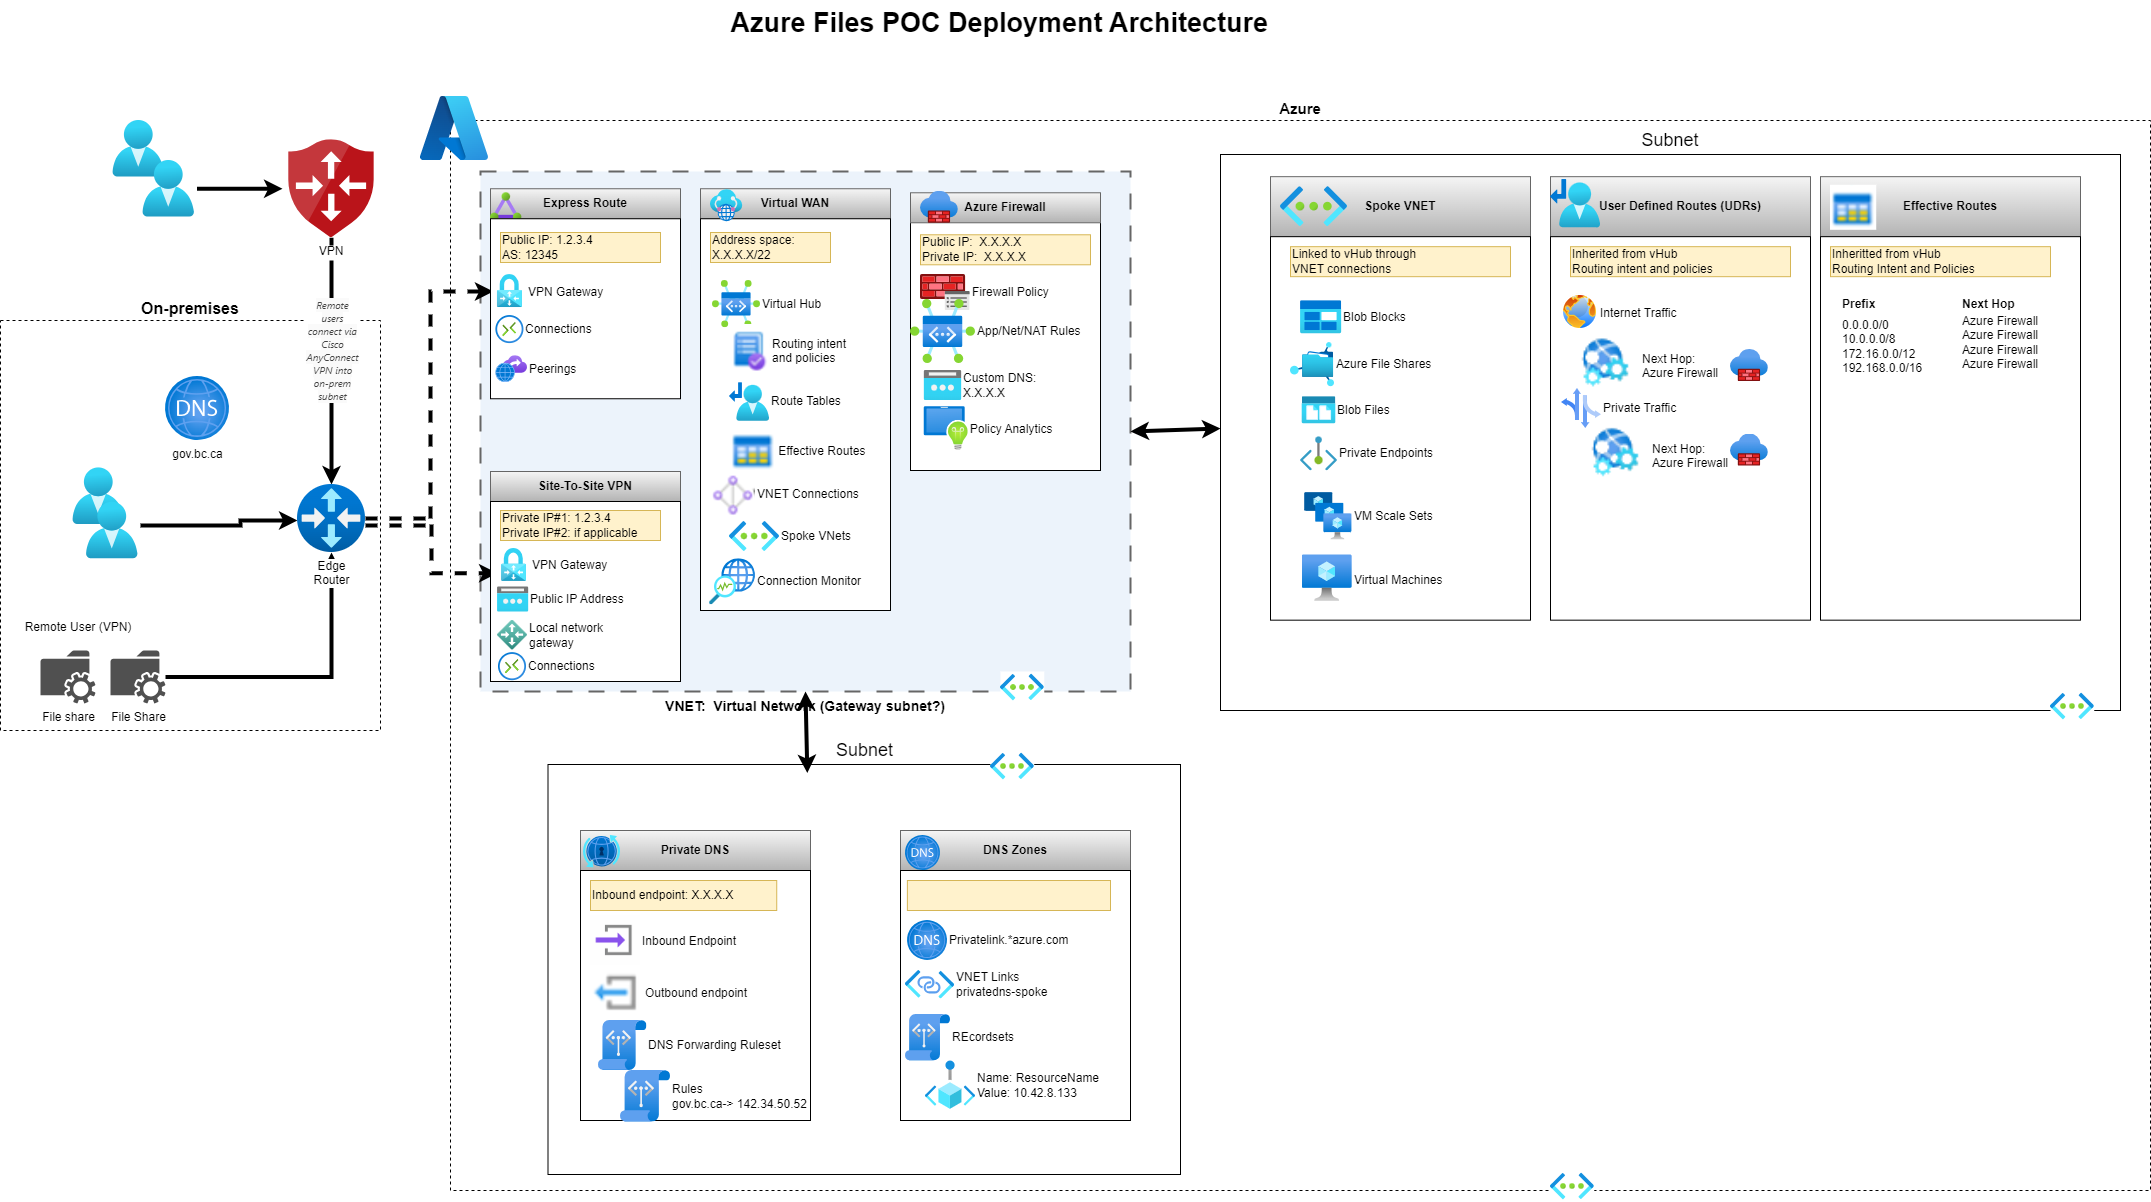 Azure Files POC Deployment Architecture
Azure
Subnet
VPN
Remote
users
connect via
Cisco
AnyConnect
VPN into
on-prem
subnet
On-premises
DNS
gov.bc.ca
Edge
Router
Remote User (VPN)
File share
File Share
Express Route
Public IP: 1.2.3.4
AS: 12345
VPN Gateway
Connections
Peerings
Site-To-Site VPN
Private IP#1: 1.2.3.4
Private IP#2: if applicable
VPN Gateway
Public IP Address
Local network
gateway
Connections
Virtual WAN
Address space:
X.X.X.X/22
Virtual Hub
Routing intent
and policies
Route Tables
Effective Routes
VNET Connections
Spoke VNets
Connection Monitor
Azure Firewall
Public IP: X.X.X.X
Private IP: X.X.X.X
Firewall Policy
App/Net/NAT Rules
Custom DNS:
X.X.X.X
Policy Analytics
VNET: Virtual Network (Gateway subnet?)
Spoke VNET
Linked to vHub through
VNET connections
Blob Blocks
Azure File Shares
Blob Files
Private Endpoints
VM Scale Sets
Virtual Machines
User Defined Routes (UDRs)
Inherited from vHub
Routing intent and policies
Internet Traffic
Next Hop:
Azure Firewall
Private Traffic
Next Hop:
Azure Firewall
Effective Routes
Inheritted from vHub
Routing Intent and Policies
Prefix Next Hop
0.0.0.0/0 Azure Firewall
10.0.0.0/8 Azure Firewall
172.16.0.0/12 Azure Firewall
192.168.0.0/16 Azure Firewall
Subnet
Private DNS
Inbound endpoint: X.X.X.X
Inbound Endpoint
Outbound endpoint
DNS Forwarding Ruleset
Rules
gov.bc.ca-> 142.34.50.52
DNS
DNS Zones
DNS
Privatelink.*azure.com
VNET Links
privatedns-spoke
REcordsets
Name: ResourceName
Value: 10.42.8.133